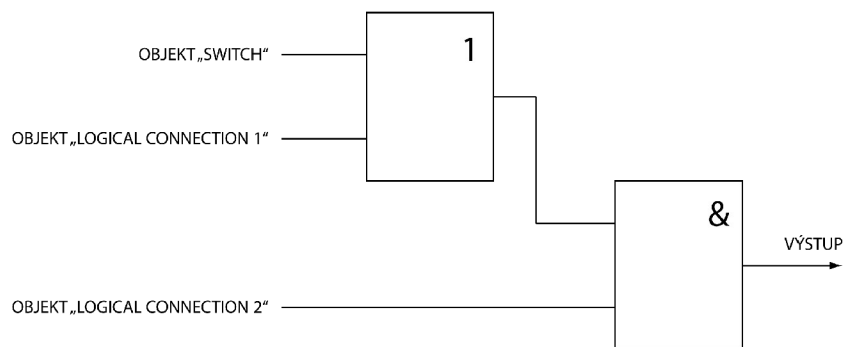 OBJEKT „SWITCH“
1
OBJEKT „LOGICAL CONNECTION 1“
&
VÝSTUP
OBJEKT „LOGICAL CONNECTION 2“